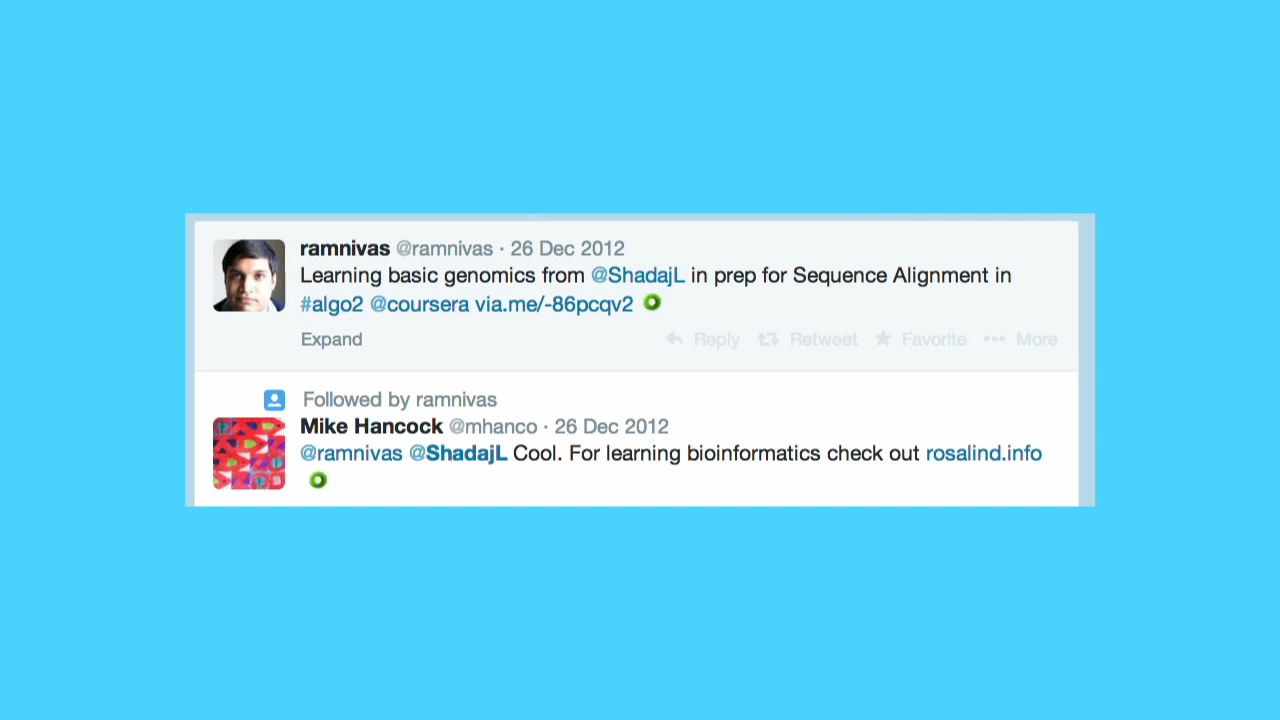 ramnivas @ramnivas · 26 Dec 2012
Learning basic genomics from @ShadajL in prep for Sequence Alignment in
#algo2 @coursera via.me/-86pcqv2
Expand Reply Retweet Favorite More
Followed by ramnivas
Mike Hancock @mhanco · 26 Dec 2012
@ramnivas @ShadajL Cool. For learning bioinformatics check out rosalind.info